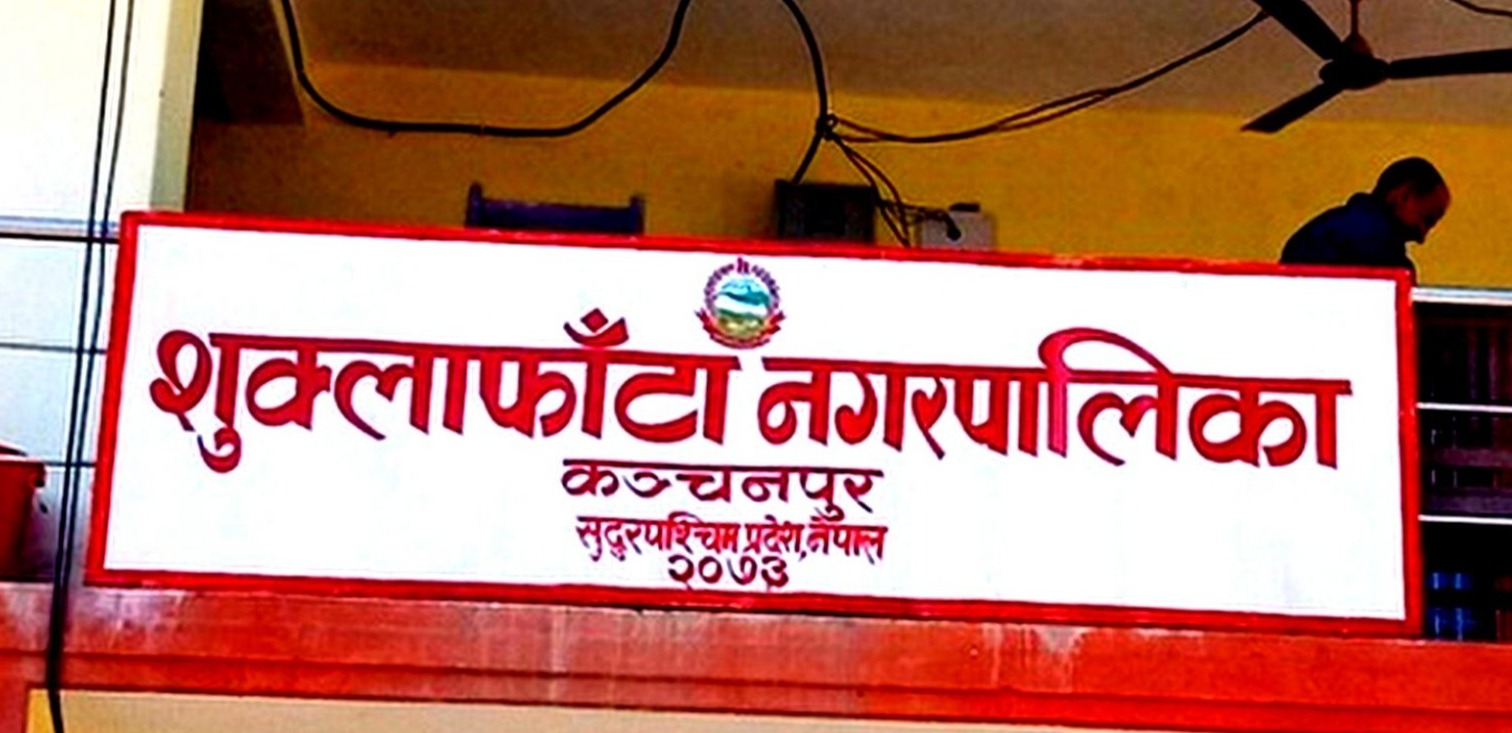 शुक्लाफाँटा नगरपालिका
कञ्चनपुर
सुदुरपश्चिम प्रदेश, नेपाल
२०७३